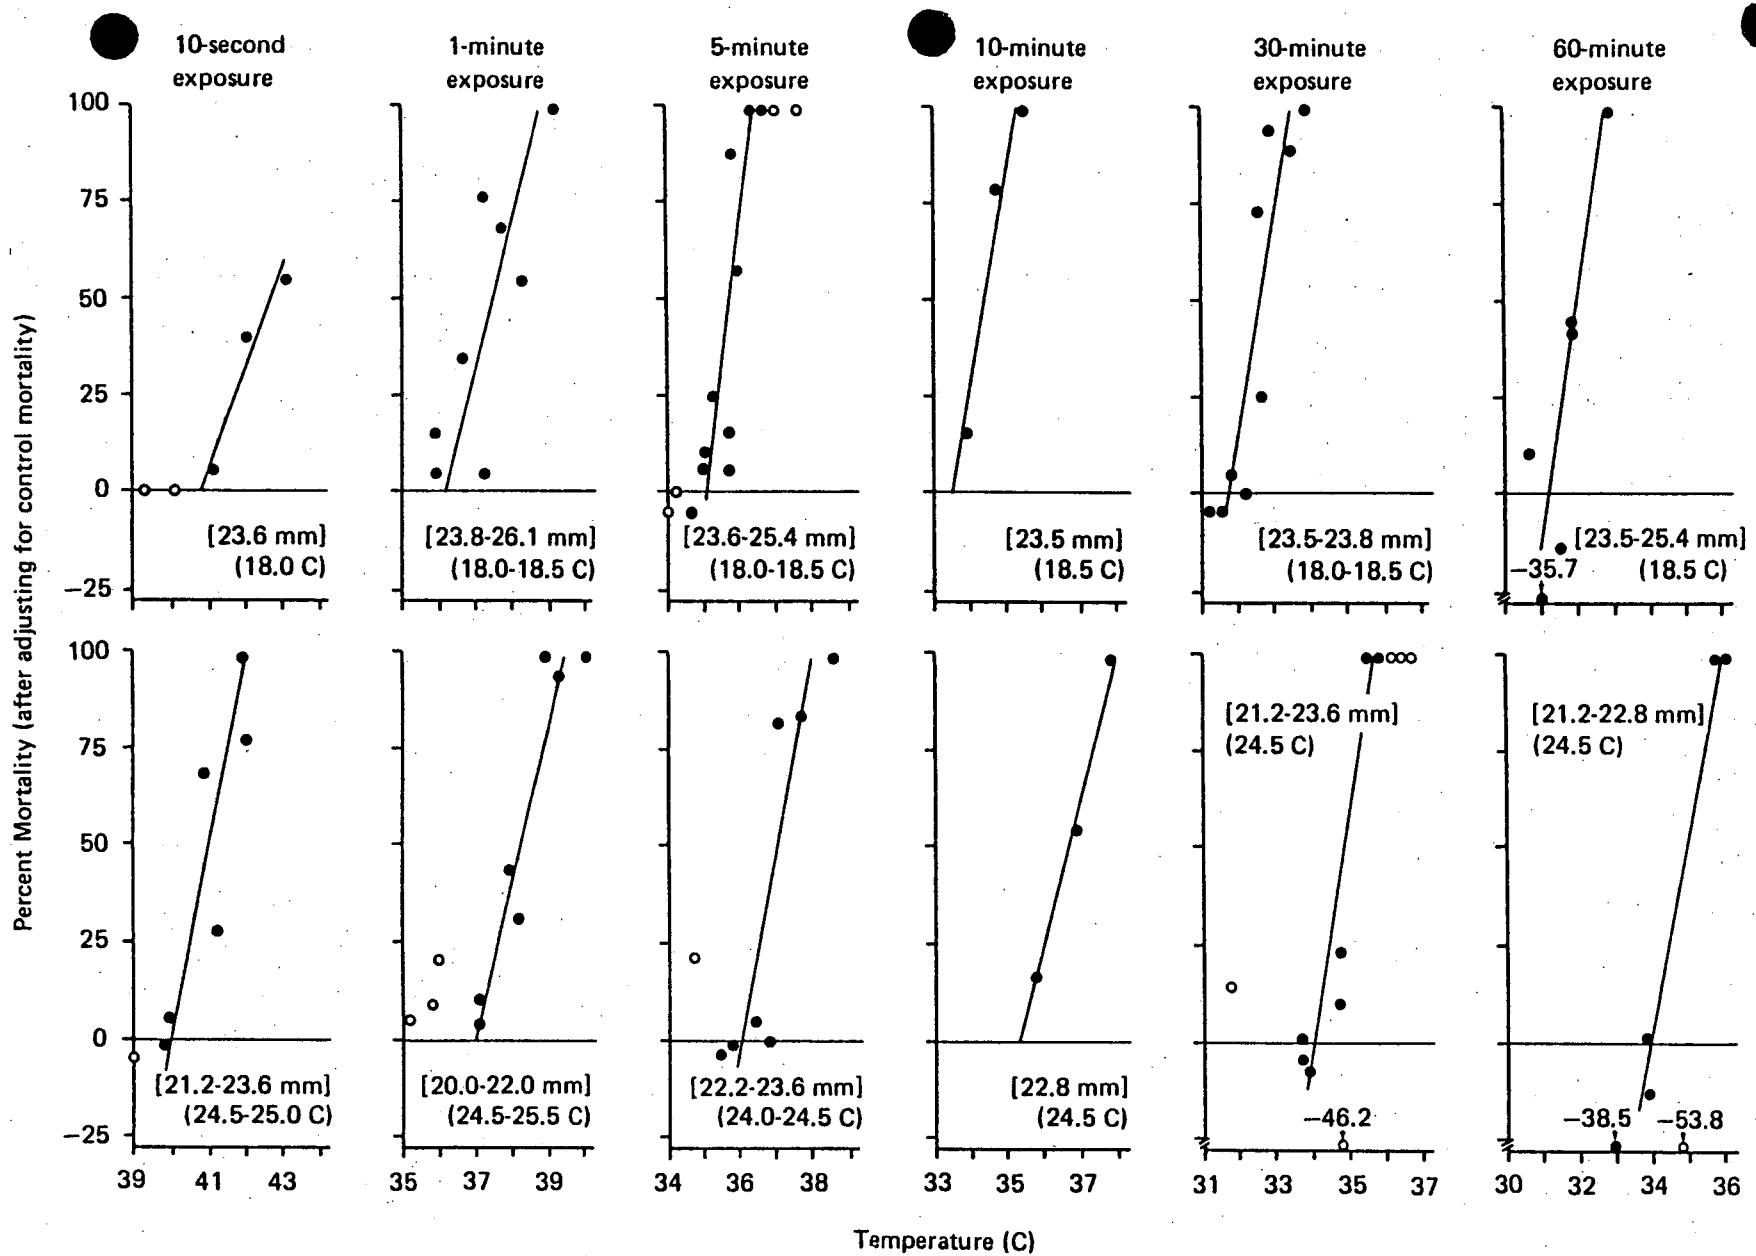 10-second
exposure
1-minute
exposure
5-minute
exposure
10-minute
exposure
30-minute
exposure
60-minute
exposure
Percent Mortality (after adjusting for control mortality)
100
75
50
25
0
−25
[23.6 mm]
(18.0 C)
[23.8-26.1 mm]
(18.0-18.5 C)
[23.6-25.4 mm]
(18.0-18.5 C)
[23.5 mm]
(18.5 C)
[23.5-23.8 mm]
(18.0-18.5 C)
[23.5-25.4 mm]
−35.7 (18.5 C)
100
75
50
25
0
−25
[21.2-23.6 mm]
(24.5-25.0 C)
[20.0-22.0 mm]
(24.5-25.5 C)
[22.2-23.6 mm]
(24.0-24.5 C)
[22.8 mm]
(24.5 C)
[21.2-23.6 mm]
(24.5 C)
−46.2
[21.2-22.8 mm]
(24.5 C)
−38.5 −53.8
39 41 43
35 37 39
34 36 38
33 35 37
31 33 35 37
30 32 34 36
Temperature (C)